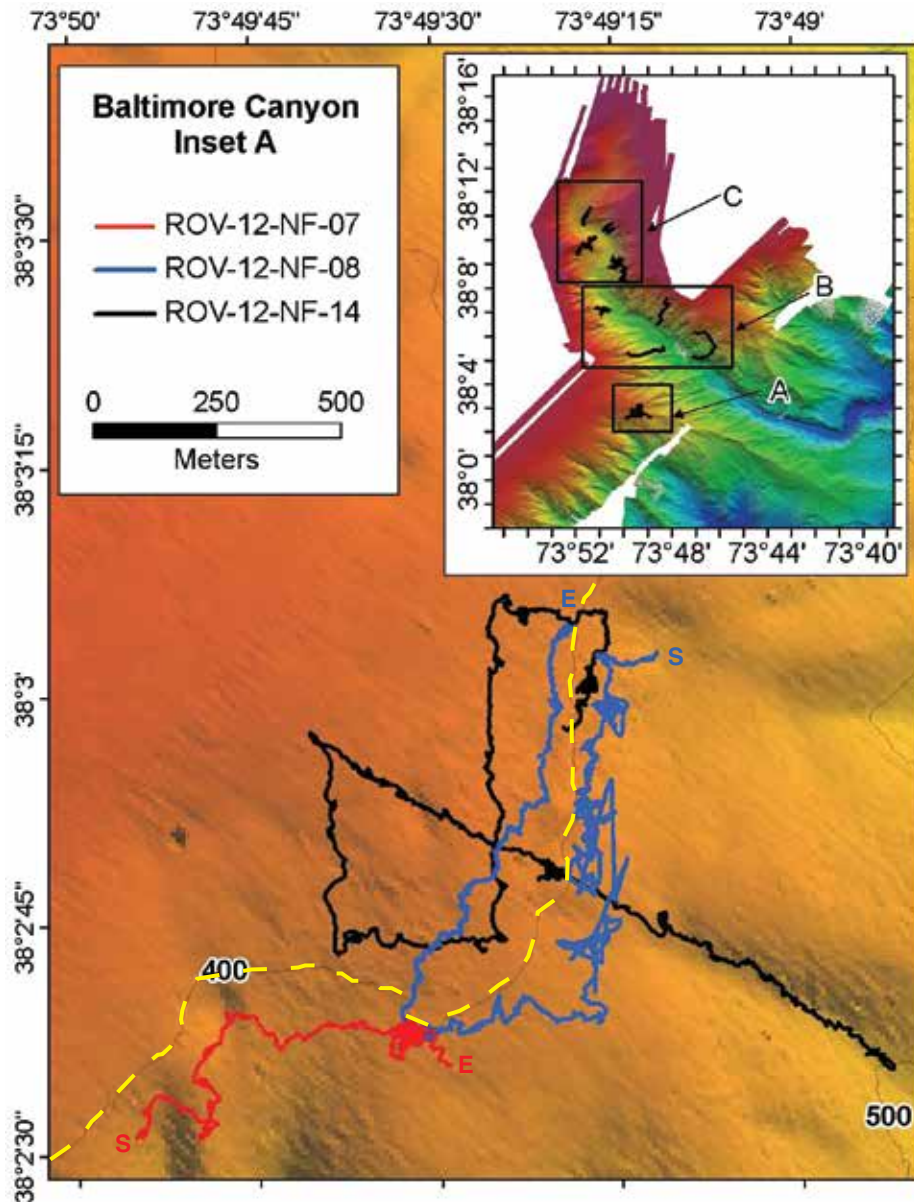 73°50' 73°49'45" 73°49'30" 73°49'15" 73°49'
Baltimore Canyon
Inset A
ROV-12-NF-07
ROV-12-NF-08
ROV-12-NF-14
0 250 500
Meters
38°16'
38°12'
38°8'
38°4'
38°0'
C
B
A
73°52' 73°48' 73°44' 73°40'
38°3'30"
38°3'15"
38°3'
38°2'45"
38°2'30"
E
S
400
E
S
500